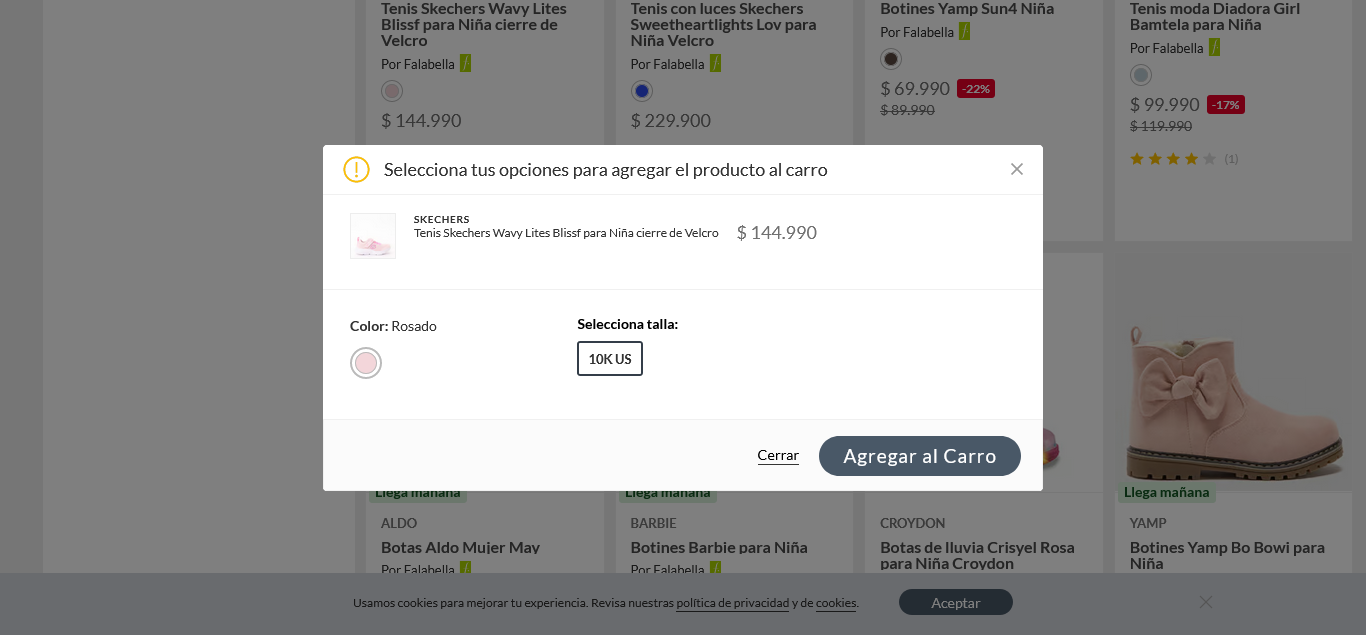 Tenis Skechers Wavy Lites
Blissf para Niña cierre de
Velcro
Por Falabella
$ 144.990
Tenis con luces Skechers
Sweetheartlights Lov para
Niña Velcro
Por Falabella
$ 229.900
Botines Yamp Sun4 Niña
Por Falabella
$ 69.990 -22%
$ 89.990
Tenis moda Diadora Girl
Bamtela para Niña
Por Falabella
$ 99.990 -17%
$ 119.990
(1)
Selecciona tus opciones para agregar el producto al carro
SKECHERS
Tenis Skechers Wavy Lites Blissf para Niña cierre de Velcro
$ 144.990
Color: Rosado
Selecciona talla:
10K US
Cerrar
Agregar al Carro
Llega mañana
ALDO
Botas Aldo Mujer May
Por Falabella
Llega mañana
BARBIE
Botines Barbie para Niña
Por Falabella
CROYDON
Botas de lluvia Crisyel Rosa
para Niña Croydon
Llega mañana
YAMP
Botines Yamp Bo Bowi para
Niña
Usamos cookies para mejorar tu experiencia. Revisa nuestras política de privacidad y de cookies.
Aceptar